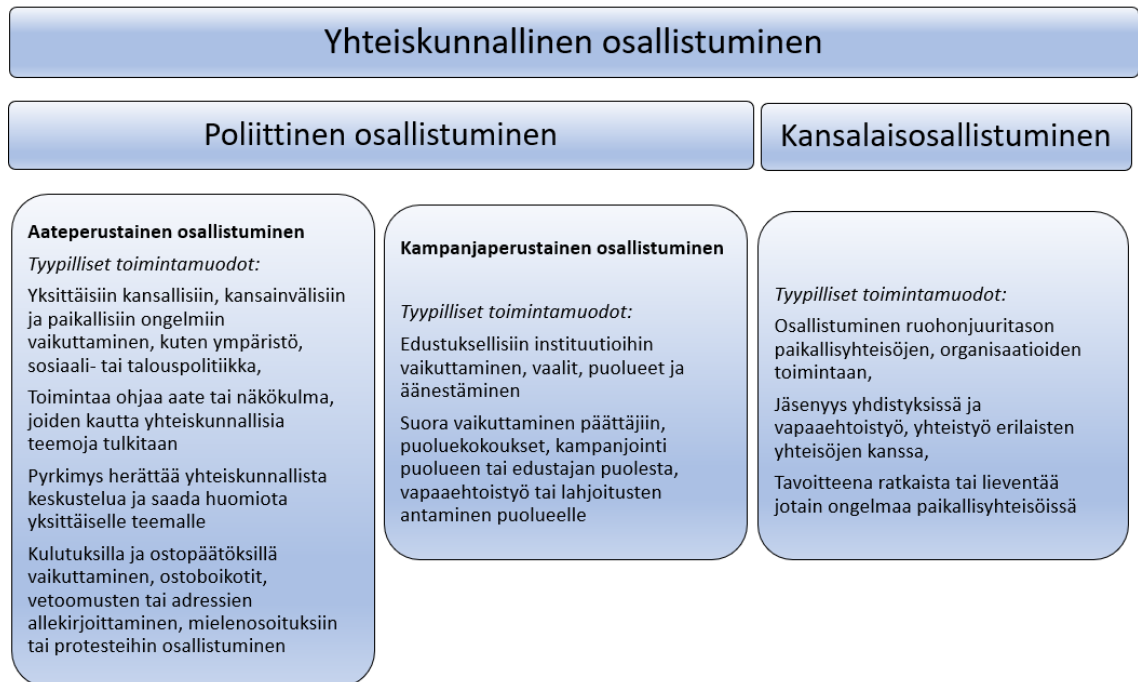 Yhteiskunnallinen osallistuminen
Poliittinen osallistuminen
Kansalaisosallistuminen
Aateperustainen osallistuminen
Tyypilliset toimintamuodot:
Yksittäisiin kansallisiin, kansainvälisiin
ja paikallisiin ongelmiin
vaikuttaminen, kuten ympäristö,
sosiaali- tai talouspolitiikka,
Toimintaa ohjaa aate tai näkökulma,
joiden kautta yhteiskunnallisia
teemoja tulkitaan
Pyrkimys herättää yhteiskunnallista
keskustelua ja saada huomiota
yksittäiselle teemalle
Kulutuksilla ja ostopäätöksillä
vaikuttaminen, ostoboikotit,
vetoomusten tai adressien
allekirjoittaminen, mielenosoituksiin
tai protesteihin osallistuminen
Kampanjaperustainen osallistuminen
Tyypilliset toimintamuodot:
Edustuksellisiin instituutioihin
vaikuttaminen, vaalit, puolueet ja
äänestäminen
Suora vaikuttaminen päättäjiin,
puoluekokoukset, kampanjointi
puolueen tai edustajan puolesta,
vapaaehtoistyö tai lahjoitusten
antaminen puolueelle
Tyypilliset toimintamuodot:
Osallistuminen ruohonjuuritason
paikallisyhteisöjen, organisaatioiden
toimintaan,
Jäsenyys yhdistyksissä ja
vapaaehtoistyö, yhteistyö erilaisten
yhteisöjen kanssa,
Tavoitteena ratkaista tai lieventää
jotain ongelmaa paikallisyhteisöissä